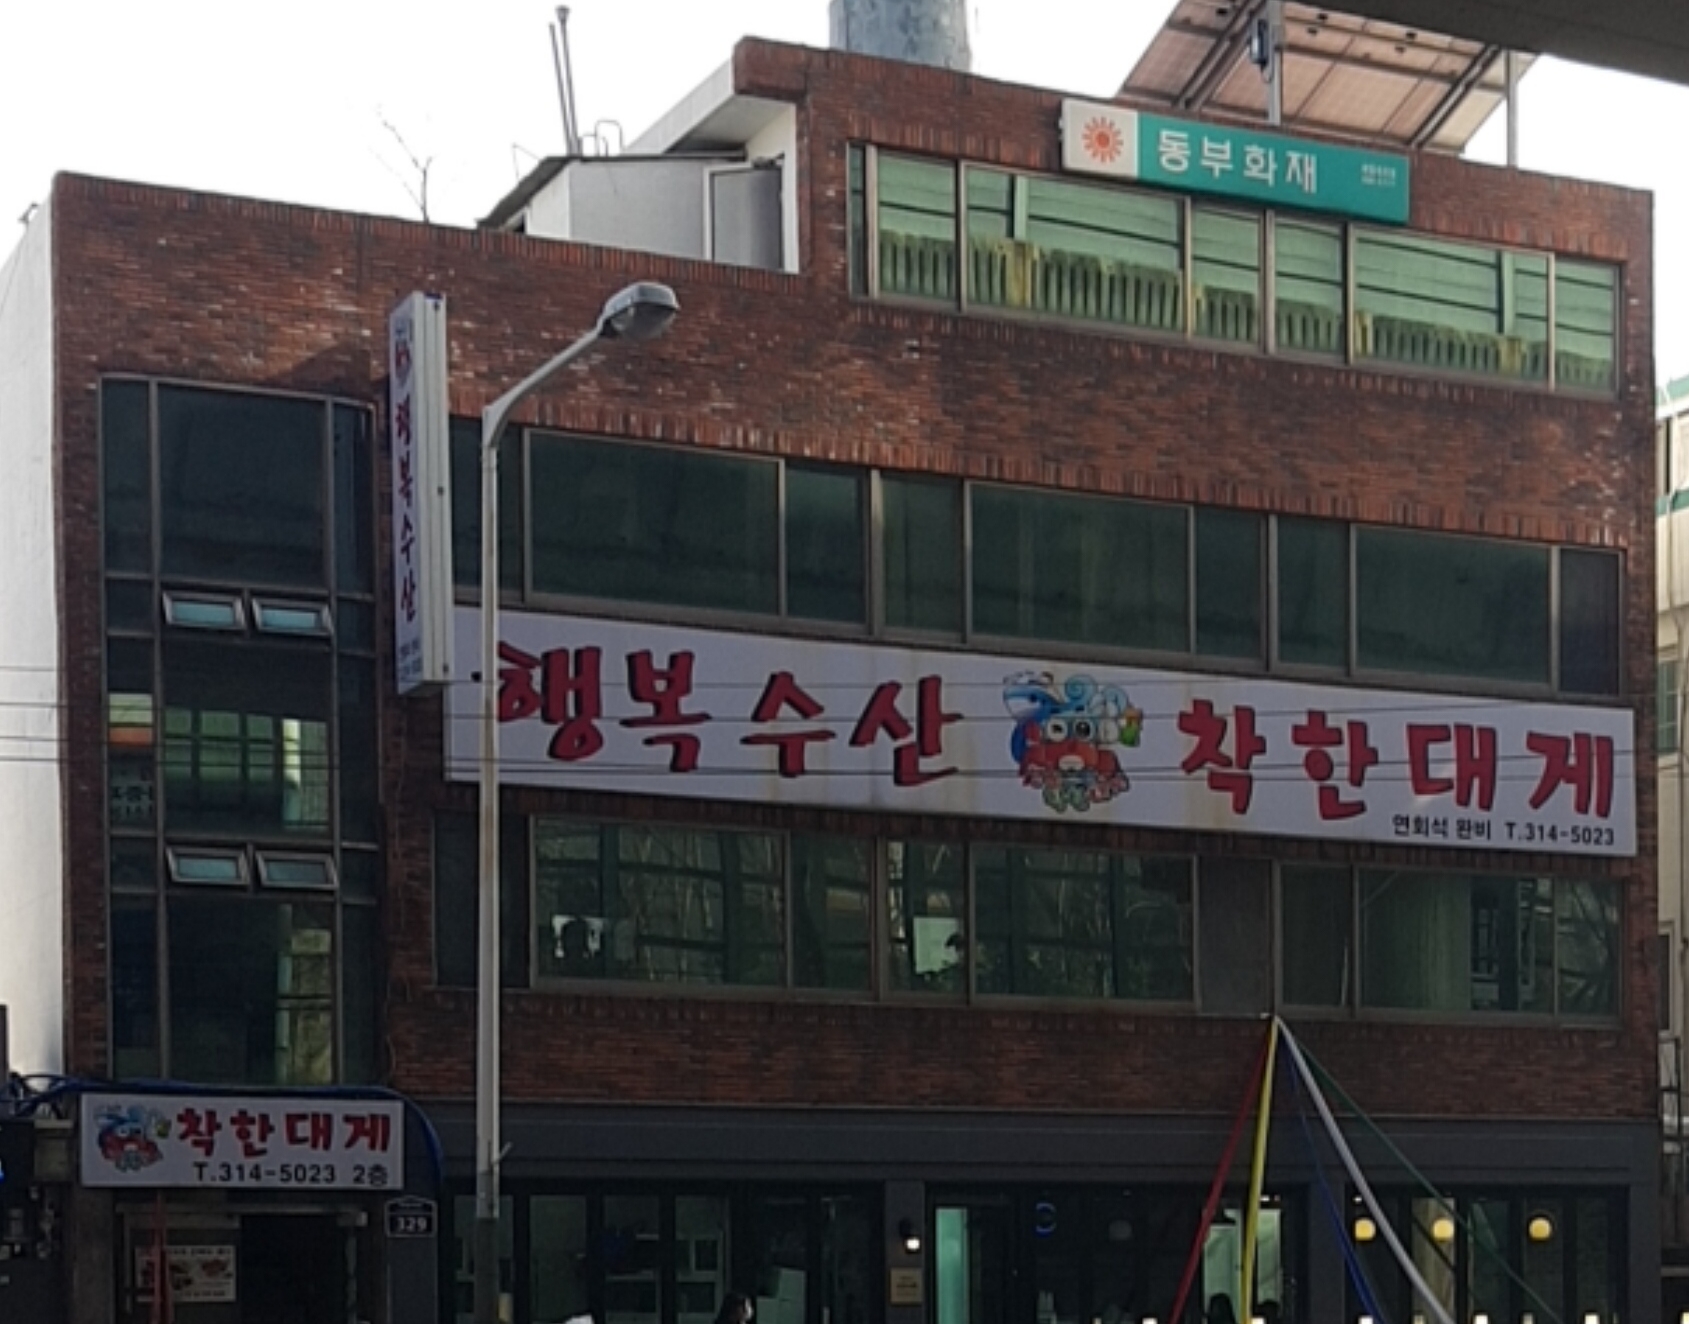 동부화재
행복수산
행복수산 착한대게
연회석 완비 T.314-5023
착한대게
T.314-5023 2층
329